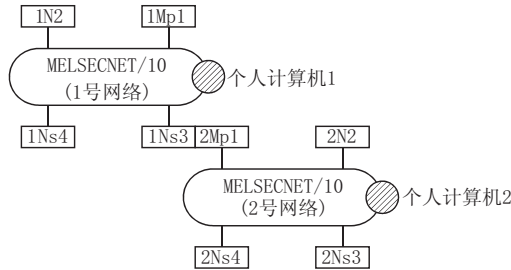 1N2
1Mp1
MELSECNET/10
(1号网络)
个人计算机1
1Ns4
1Ns3
2Mp1
2N2
MELSECNET/10
(2号网络)
个人计算机2
2Ns4
2Ns3